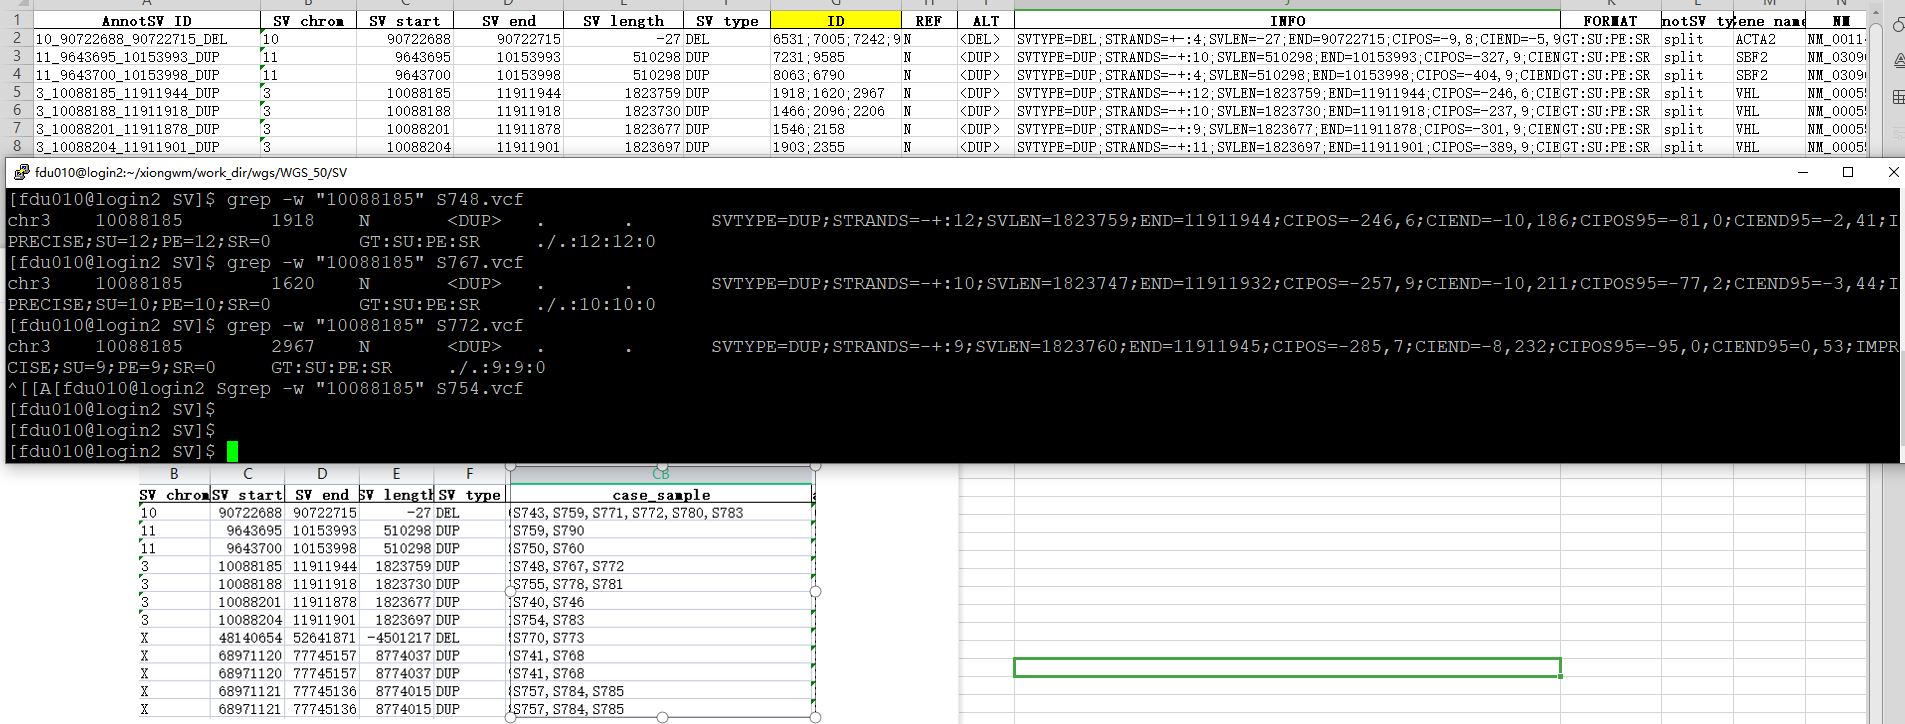 A B C D E F G H I J K L M N
1 AnnotSV ID SV chrom SV start SV end SV length SV type ID REF ALT INFO FORMAT notSV ty ene name NM
2 10_90722688_90722715_DEL 10 90722688 90722715 -27 DEL 6531;7005;7242;9 N <DEL> SVTYPE=DEL;STRANDS=+-:4;SVLEN=-27;END=90722715;CIPOS=-9,8;CIEND=-5,9 GT:SU:PE:SR split ACTA2 NM_0011
3 11_9643695_10153993_DUP 11 9643695 10153993 510298 DUP 7231;9585 N <DUP> SVTYPE=DUP;STRANDS=-+:10;SVLEN=510298;END=10153993;CIPOS=-327,9;CIEN GT:SU:PE:SR split SBF2 NM_0309
4 11_9643700_10153998_DUP 11 9643700 10153998 510298 DUP 8063;6790 N <DUP> SVTYPE=DUP;STRANDS=-+:4;SVLEN=510298;END=10153998;CIPOS=-404,9;CIEND GT:SU:PE:SR split SBF2 NM_0309
5 3_10088185_11911944_DUP 3 10088185 11911944 1823759 DUP 1918;1620;2967 N <DUP> SVTYPE=DUP;STRANDS=-+:12;SVLEN=1823759;END=11911944;CIPOS=-246,6;CIE GT:SU:PE:SR split VHL NM_0005
6 3_10088188_11911918_DUP 3 10088188 11911918 1823730 DUP 1466;2096;2206 N <DUP> SVTYPE=DUP;STRANDS=-+:10;SVLEN=1823730;END=11911918;CIPOS=-237,9;CIE GT:SU:PE:SR split VHL NM_0005
7 3_10088201_11911878_DUP 3 10088201 11911878 1823677 DUP 1546;2158 N <DUP> SVTYPE=DUP;STRANDS=-+:9;SVLEN=1823677;END=11911878;CIPOS=-301,9;CIEN GT:SU:PE:SR split VHL NM_0005
8 3_10088204_11911901_DUP 3 10088204 11911901 1823697 DUP 1903;2355 N <DUP> SVTYPE=DUP;STRANDS=-+:11;SVLEN=1823697;END=11911901;CIPOS=-389,9;CIE GT:SU:PE:SR split VHL NM_0005
fdu010@login2:~/xiongwm/work_dir/wgs/WGS_50/SV
[fdu010@login2 SV]$ grep -w "10088185" S748.vcf
chr3 10088185 1918 N <DUP> . . SVTYPE=DUP;STRANDS=-+:12;SVLEN=1823759;END=11911944;CIPOS=-246,6;CIEND=-10,186;CIPOS95=-81,0;CIEND95=-2,41;I
PRECISE;SU=12;PE=12;SR=0 GT:SU:PE:SR ./.:12:12:0
[fdu010@login2 SV]$ grep -w "10088185" S767.vcf
chr3 10088185 1620 N <DUP> . . SVTYPE=DUP;STRANDS=-+:10;SVLEN=1823747;END=11911932;CIPOS=-257,9;CIEND=-10,211;CIPOS95=-77,2;CIEND95=-3,44;I
PRECISE;SU=10;PE=10;SR=0 GT:SU:PE:SR ./.:10:10:0
[fdu010@login2 SV]$ grep -w "10088185" S772.vcf
chr3 10088185 2967 N <DUP> . . SVTYPE=DUP;STRANDS=-+:9;SVLEN=1823760;END=11911945;CIPOS=-285,7;CIEND=-8,232;CIPOS95=-95,0;CIEND95=0,53;IMPR
CISE;SU=9;PE=9;SR=0 GT:SU:PE:SR ./.:9:9:0
^[[A[fdu010@login2 Sgrep -w "10088185" S754.vcf
[fdu010@login2 SV]$
[fdu010@login2 SV]$
[fdu010@login2 SV]$
B C D E F CB
SV chrom SV start SV end SV length SV type case_sample
10 90722688 90722715 -27 DEL S743, S759, S771, S772, S780, S783
11 9643695 10153993 510298 DUP S759, S790
11 9643700 10153998 510298 DUP S750, S760
3 10088185 11911944 1823759 DUP S748, S767, S772
3 10088188 11911918 1823730 DUP S755, S778, S781
3 10088201 11911878 1823677 DUP S740, S746
3 10088204 11911901 1823697 DUP S754, S783
X 48140654 52641871 -4501217 DEL S770, S773
X 68971120 77745157 8774037 DUP S741, S768
X 68971120 77745157 8774037 DUP S741, S768
X 68971121 77745136 8774015 DUP S757, S784, S785
X 68971121 77745136 8774015 DUP S757, S784, S785